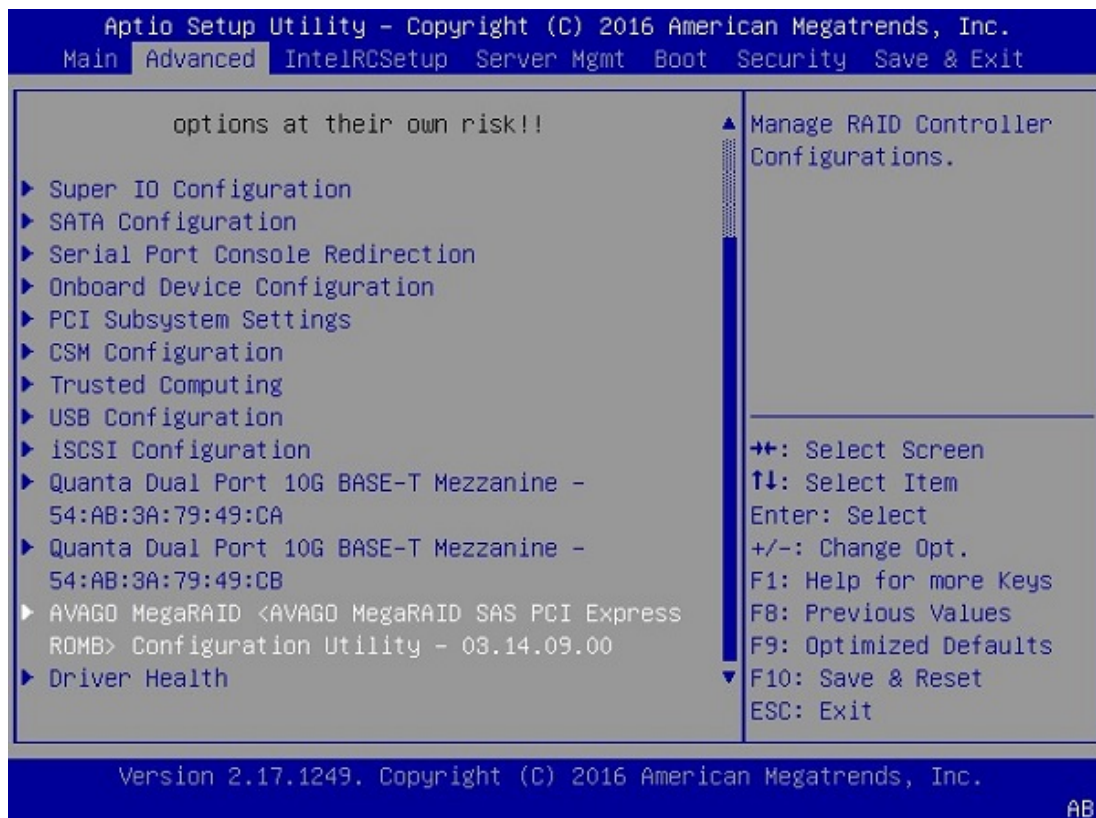 Aptio Setup Utility – Copyright (C) 2016 American Megatrends, Inc.
Main Advanced IntelRCSetup Server Mgmt Boot Security Save & Exit
options at their own risk!!
▶ Super IO Configuration
▶ SATA Configuration
▶ Serial Port Console Redirection
▶ Onboard Device Configuration
▶ PCI Subsystem Settings
▶ CSM Configuration
▶ Trusted Computing
▶ USB Configuration
▶ iSCSI Configuration
▶ Quanta Dual Port 10G BASE-T Mezzanine –
54:AB:3A:79:49:CA
▶ Quanta Dual Port 10G BASE-T Mezzanine –
54:AB:3A:79:49:CB
▶ AVAGO MegaRAID <AVAGO MegaRAID SAS PCI Express
ROMB> Configuration Utility – 03.14.09.00
▶ Driver Health
Manage RAID Controller
Configurations.
→←: Select Screen
↑↓: Select Item
Enter: Select
+/-: Change Opt.
F1: Help for more Keys
F8: Previous Values
F9: Optimized Defaults
F10: Save & Reset
ESC: Exit
Version 2.17.1249. Copyright (C) 2016 American Megatrends, Inc.
AB